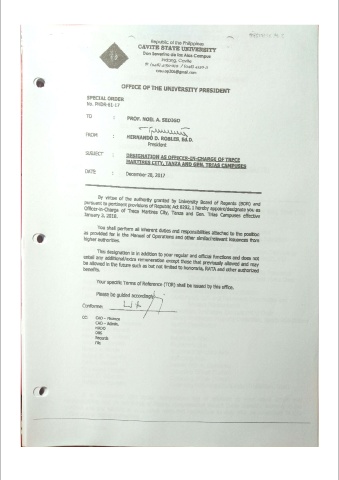 Republic of the Philippines
CAVITE STATE UNIVERSITY
Don Severino de las Alas Campus
Indang, Cavite
OFFICE OF THE UNIVERSITY PRESIDENT
SPECIAL ORDER
No. PHDR-61-17
TO : PROF. NOEL A. SEDIGO
FROM : HERNANDO D. ROBLES, Ed.D.
President
SUBJECT : DESIGNATION AS OFFICER-IN-CHARGE OF TRECE
MARTIRES CITY, TANZA AND GEN. TRIAS CAMPUSES
DATE : December 20, 2017
By virtue of the authority granted by University Board of Regents (BOR) and
pursuant to pertinent provisions of Republic Act 8292, I hereby appoint/designate you as
Officer-in-Charge of Trece Martires City, Tanza and Gen. Trias Campuses effective
January 2, 2018.
You shall perform all inherent duties and responsibilities attached to the position
as provided for in the Manual of Operations and other similar/relevant issuances from
higher authorities.
This designation is in addition to your regular and official functions and does not
entail any additional/extra remuneration except those that previously allowed and may
be allowed in the future such as but not limited to honoraria, RATA and other authorized
benefits.
Your specific Terms of Reference (TOR) shall be issued by this office.
Please be guided accordingly.
Conforme:
CC: CAO - Finance
CAO - Admin.
HRDO
Records
File